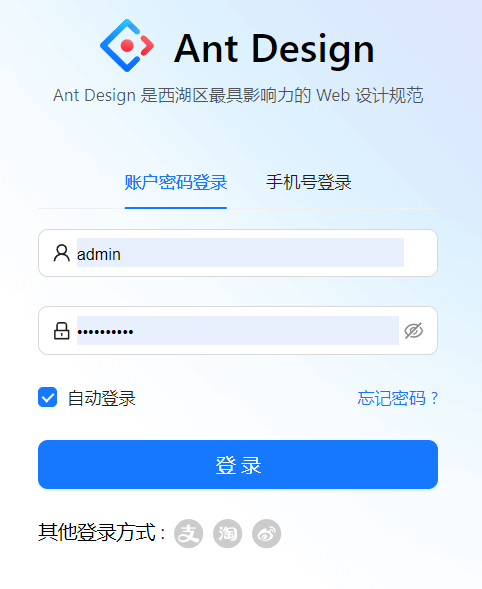 Ant Design
Ant Design 是西湖区最具影响力的 Web 设计规范
账户密码登录 手机号登录
admin
••••••••••
自动登录 忘记密码 ?
登 录
其他登录方式 : 支 淘